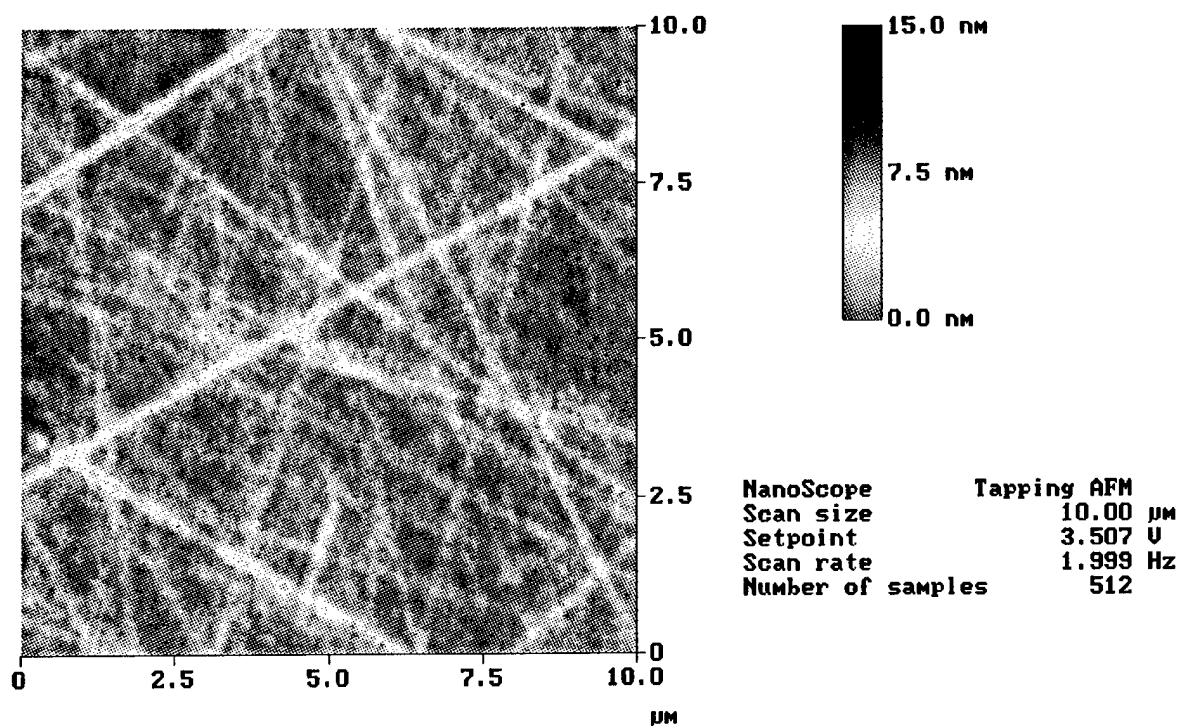 10.0
7.5
5.0
2.5
0
0 2.5 5.0 7.5 10.0
µM
15.0 nM
7.5 nM
0.0 nM
NanoScope Tapping AFM
Scan size 10.00 µM
Setpoint 3.507 V
Scan rate 1.999 Hz
Number of samples 512